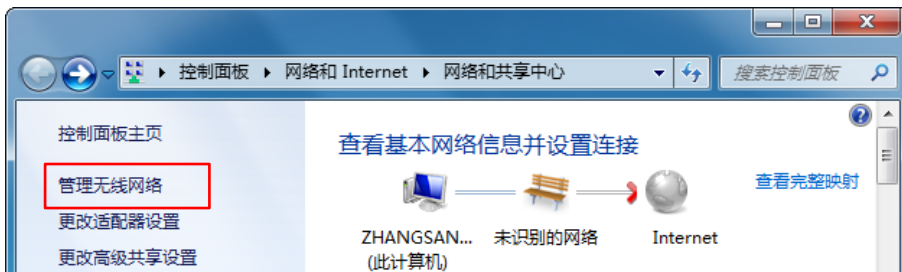 控制面板 ▸ 网络和 Internet ▸ 网络和共享中心
搜索控制面板
控制面板主页
管理无线网络
更改适配器设置
更改高级共享设置
查看基本网络信息并设置连接
查看完整映射
ZHANGSAN...
(此计算机)
未识别的网络
Internet